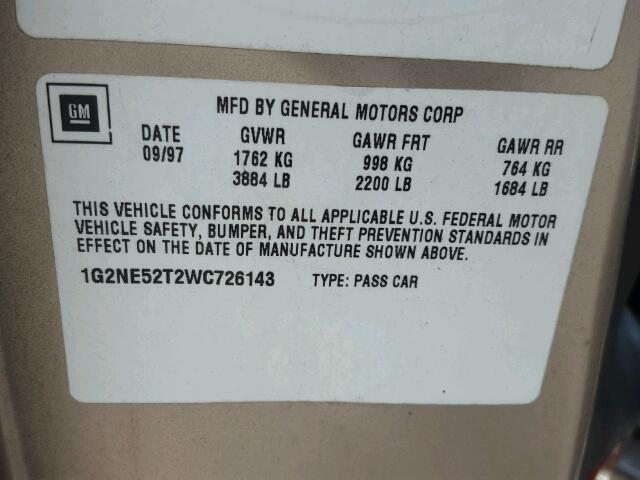 GM
MFD BY GENERAL MOTORS CORP
DATE GVWR GAWR FRT GAWR RR
09/97 1762 KG 998 KG 764 KG
3884 LB 2200 LB 1684 LB
THIS VEHICLE CONFORMS TO ALL APPLICABLE U.S. FEDERAL MOTOR
VEHICLE SAFETY, BUMPER, AND THEFT PREVENTION STANDARDS IN
EFFECT ON THE DATE OF MANUFACTURE SHOWN ABOVE.
1G2NE52T2WC726143 TYPE: PASS CAR